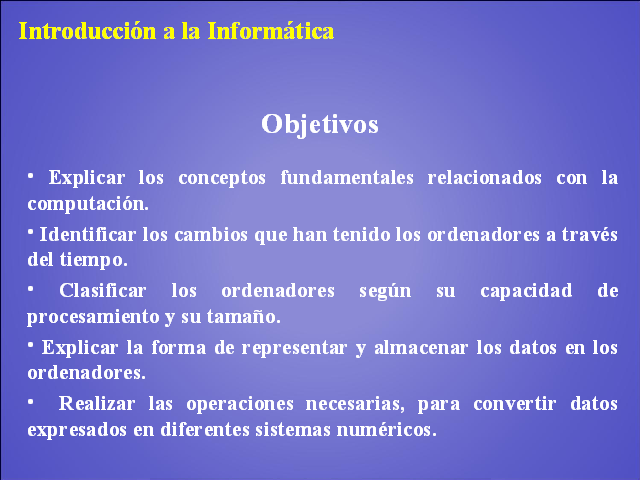 Introducción a la Informática
Objetivos
• Explicar los conceptos fundamentales relacionados con la
computación.
• Identificar los cambios que han tenido los ordenadores a través
del tiempo.
• Clasificar los ordenadores según su capacidad de
procesamiento y su tamaño.
• Explicar la forma de representar y almacenar los datos en los
ordenadores.
• Realizar las operaciones necesarias, para convertir datos
expresados en diferentes sistemas numéricos.